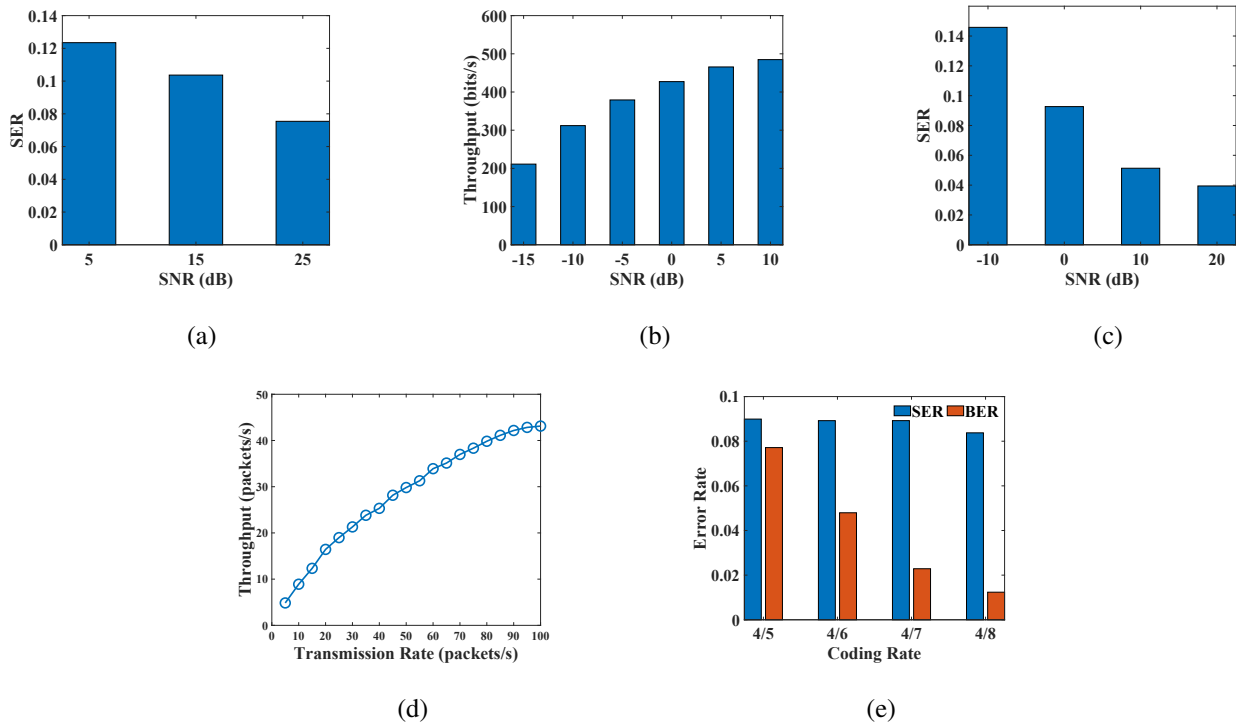 0.14
0.12
0.1
0.08
0.06
0.04
0.02
0
SER
5 15 25
SNR (dB)
(a)
600
500
400
300
200
100
0
Throughput (bits/s)
-15 -10 -5 0 5 10
SNR (dB)
(b)
0.14
0.12
0.1
0.08
0.06
0.04
0.02
0
SER
-10 0 10 20
SNR (dB)
(c)
50
40
30
20
10
0
Throughput (packets/s)
0 10 20 30 40 50 60 70 80 90 100
Transmission Rate (packets/s)
(d)
0.1
0.08
0.06
0.04
0.02
0
Error Rate
SER BER
4/5 4/6 4/7 4/8
Coding Rate
(e)